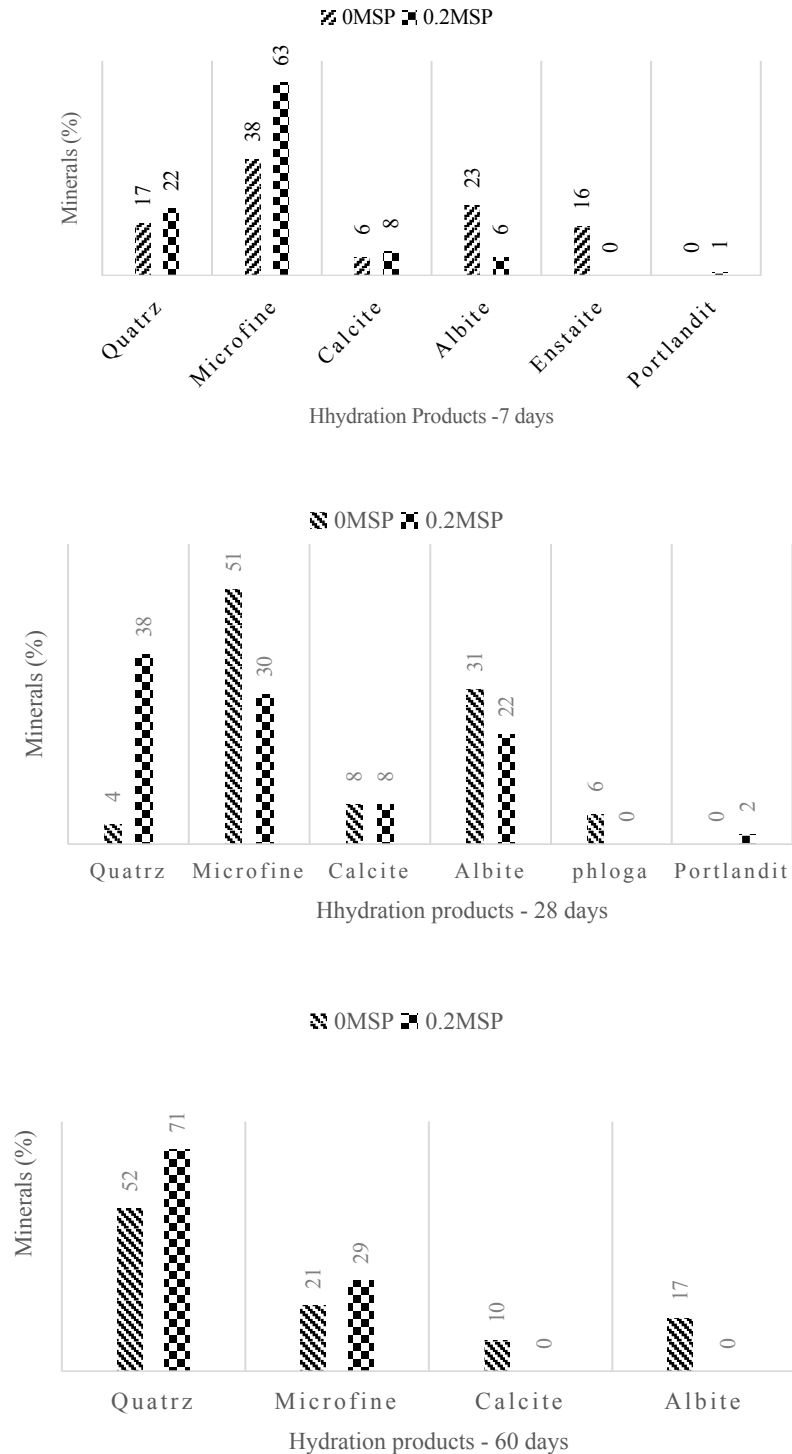 0MSP 0.2MSP
Minerals (%)
17 22 38 63 6 8 23 6 16 0 0 1
Quatrz Microfine Calcite Albite Enstaite Portlandit
Hhydration Products -7 days
0MSP 0.2MSP
Minerals (%)
4 38 51 30 8 8 31 22 6 0 0 2
Quatrz Microfine Calcite Albite phloga Portlandit
Hhydration products - 28 days
0MSP 0.2MSP
Minerals (%)
52 71 21 29 10 0 17 0
Quatrz Microfine Calcite Albite
Hydration products - 60 days